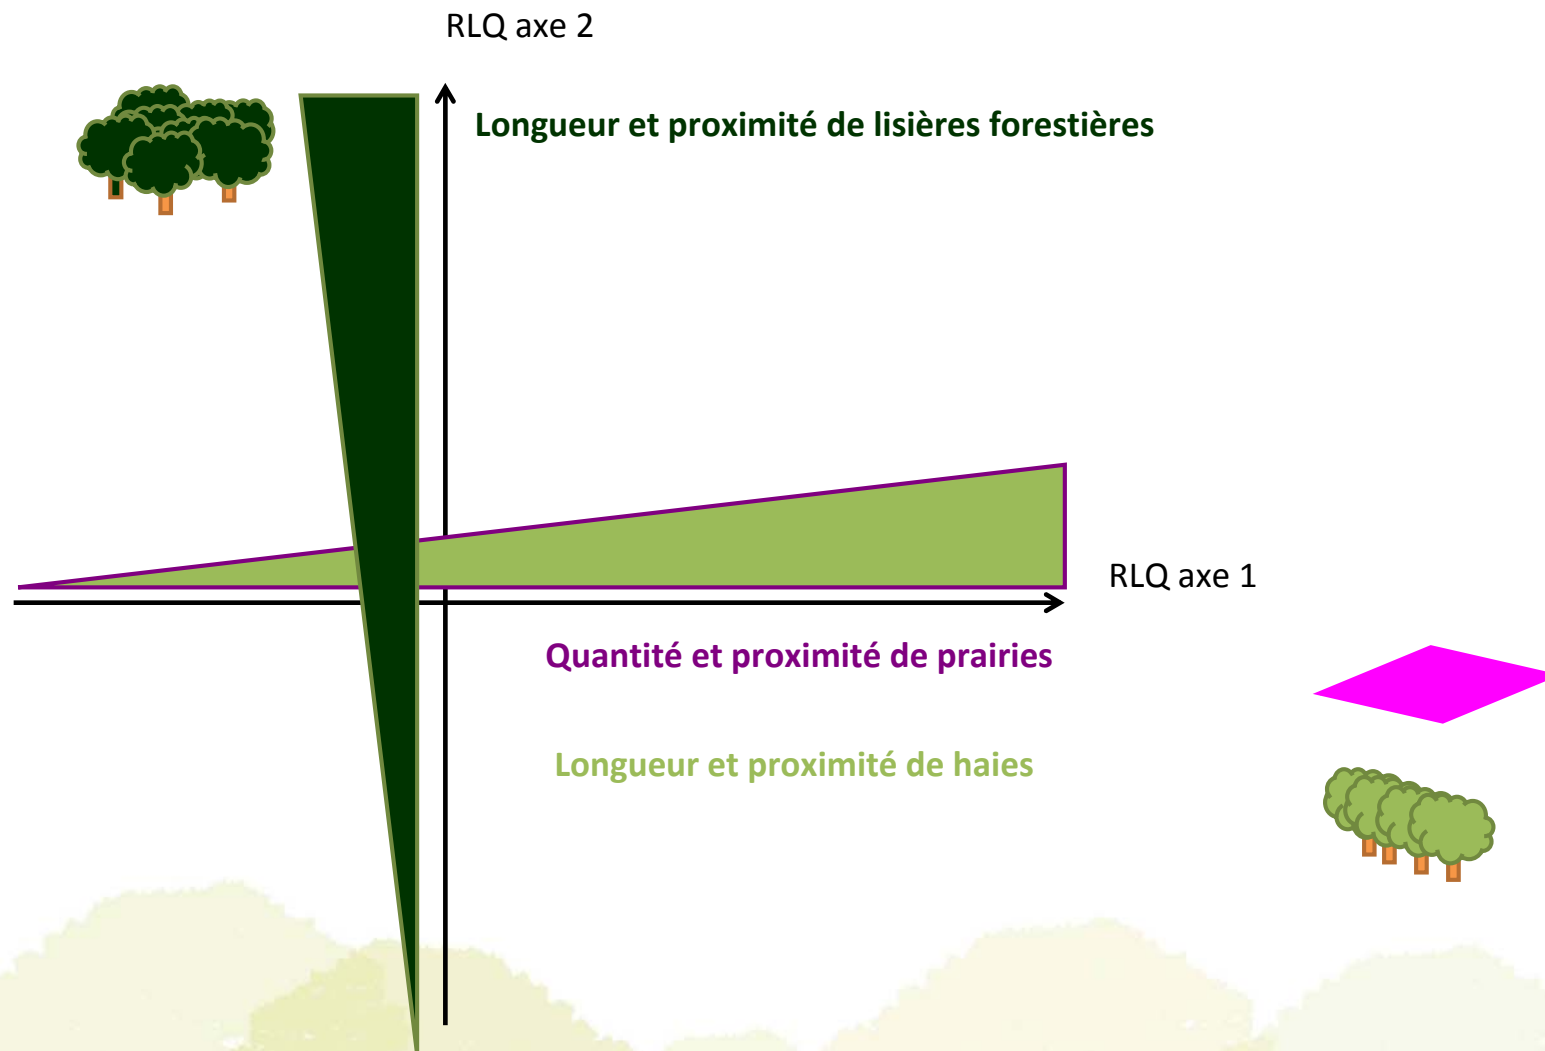 RLQ axe 2
Longueur et proximité de lisières forestières
RLQ axe 1
Quantité et proximité de prairies
Longueur et proximité de haies